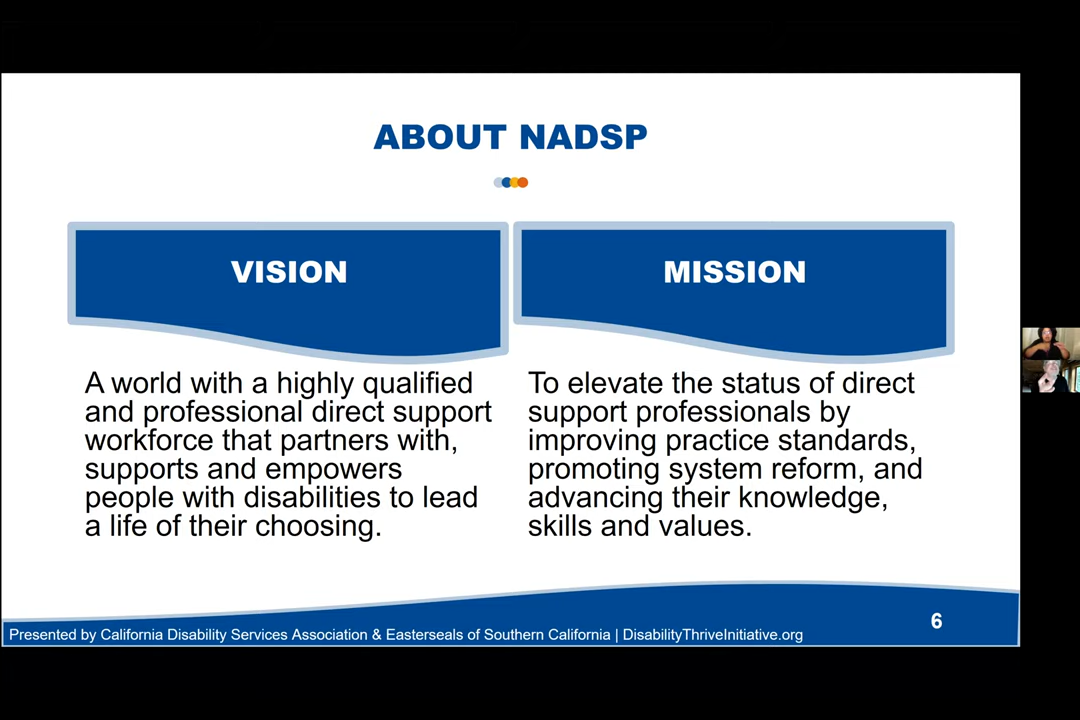 ABOUT NADSP
VISION
A world with a highly qualified
and professional direct support
workforce that partners with,
supports and empowers
people with disabilities to lead
a life of their choosing.
MISSION
To elevate the status of direct
support professionals by
improving practice standards,
promoting system reform, and
advancing their knowledge,
skills and values.
6
Presented by California Disability Services Association & Easterseals of Southern California | DisabilityThriveInitiative.org